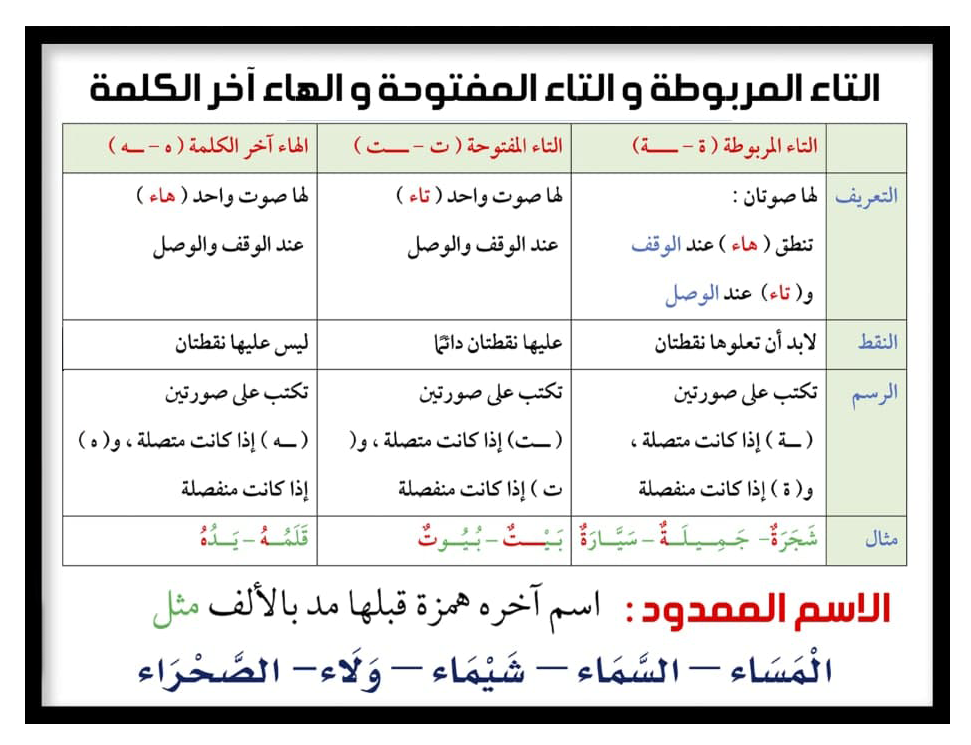 التاء المربوطة و التاء المفتوحة و الهاء آخر الكلمة
التاء المربوطة ( ة - ـــة)
التاء المفتوحة ( ت - ـــت )
الهاء آخر الكلمة ( ه - ـــه )
التعريف
لها صوتان :
تنطق ( هاء ) عند الوقف
و( تاء) عند الوصل
لها صوت واحد ( تاء )
عند الوقف والوصل
لها صوت واحد ( هاء )
عند الوقف والوصل
النقط
لابد أن تعلوها نقطتان
عليها نقطتان دائمًا
ليس عليها نقطتان
الرسم
تكتب على صورتين
( ـــة ) إذا كانت متصلة ،
و( ة ) إذا كانت منفصلة
تكتب على صورتين
( ـــت) إذا كانت متصلة ، و(
ت ) إذا كانت منفصلة
تكتب على صورتين
( ـــه ) إذا كانت متصلة ، و( ه )
إذا كانت منفصلة
مثال
شَجَرَةٌ- جَـمِـيـلَـةٌ - سَيَّـارَةٌ
بَـيْـــتٌ - بُـيُـــوتٌ
قَلَمُـــهُ - يَـــدُهُ
الاسم الممدود : اسم آخره همزة قبلها مد بالألف مثل
الْمَسَاء – السَّمَاء – شَيْمَاء – وَلَاء– الصَّحْرَاء